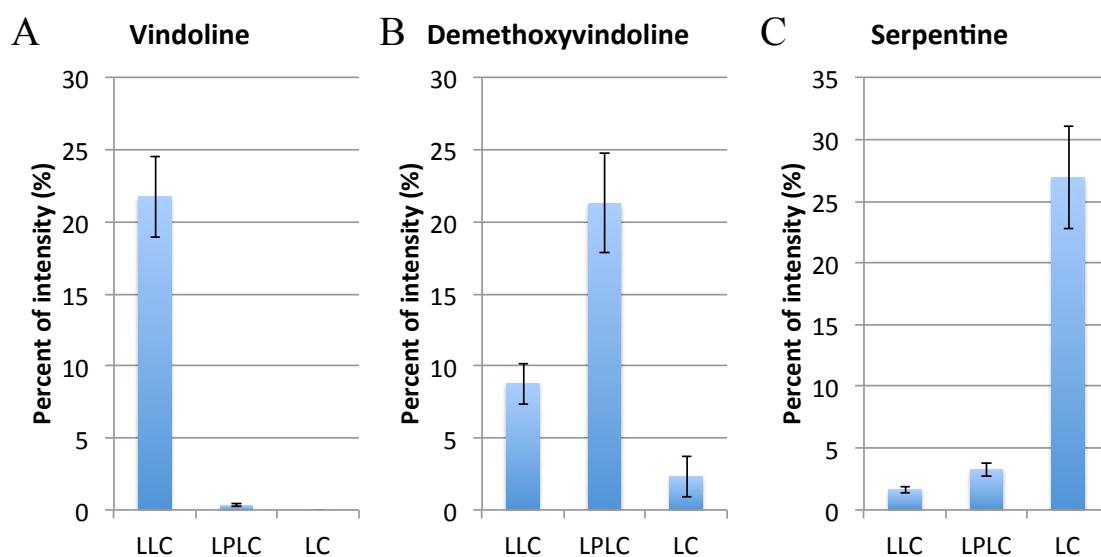 A Vindoline
Percent of intensity (%)
30
25
20
15
10
5
0
LLC LPLC LC
B Demethoxyvindoline
Percent of intensity (%)
30
25
20
15
10
5
0
LLC LPLC LC
C Serpentine
Percent of intensity (%)
35
30
25
20
15
10
5
0
LLC LPLC LC